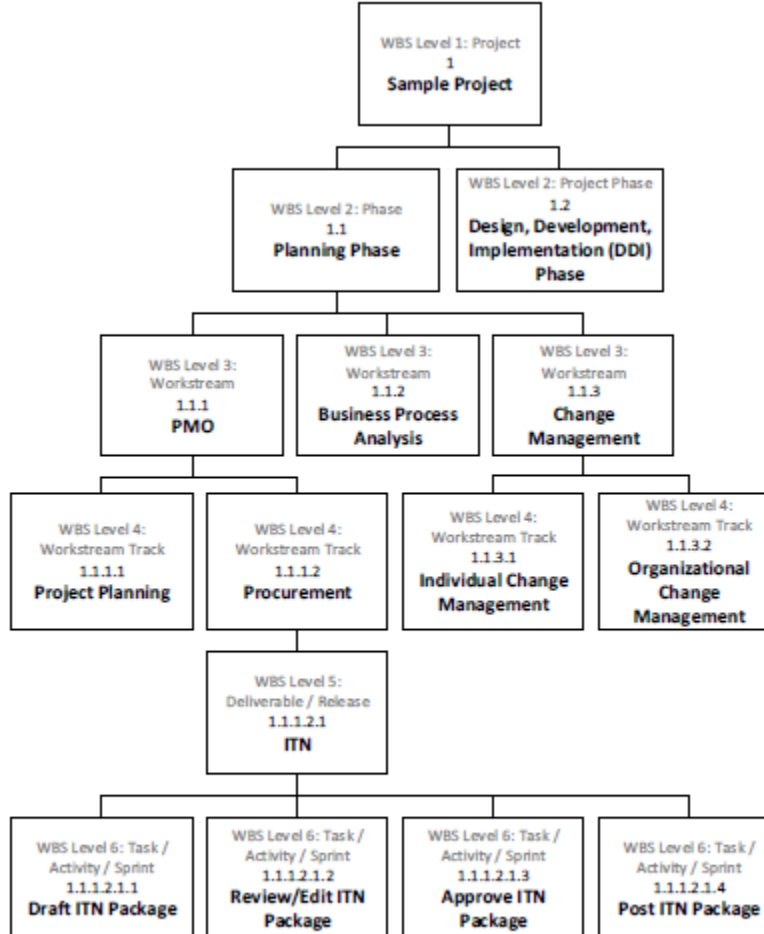 WBS Level 1: Project
1
Sample Project
WBS Level 2: Phase
1.1
Planning Phase
WBS Level 2: Project Phase
1.2
Design, Development,
Implementation (DDI)
Phase
WBS Level 3:
Workstream
1.1.1
PMO
WBS Level 3:
Workstream
1.1.2
Business Process
Analysis
WBS Level 3:
Workstream
1.1.3
Change
Management
WBS Level 4:
Workstream Track
1.1.1.1
Project Planning
WBS Level 4:
Workstream Track
1.1.1.2
Procurement
WBS Level 4:
Workstream Track
1.1.3.1
Individual Change
Management
WBS Level 4:
Workstream Track
1.1.3.2
Organizational
Change
Management
WBS Level 5:
Deliverable / Release
1.1.1.2.1
ITN
WBS Level 6: Task /
Activity / Sprint
1.1.1.2.1.1
Draft ITN Package
WBS Level 6: Task /
Activity / Sprint
1.1.1.2.1.2
Review/Edit ITN
Package
WBS Level 6: Task /
Activity / Sprint
1.1.1.2.1.3
Approve ITN
Package
WBS Level 6: Task /
Activity / Sprint
1.1.1.2.1.4
Post ITN Package